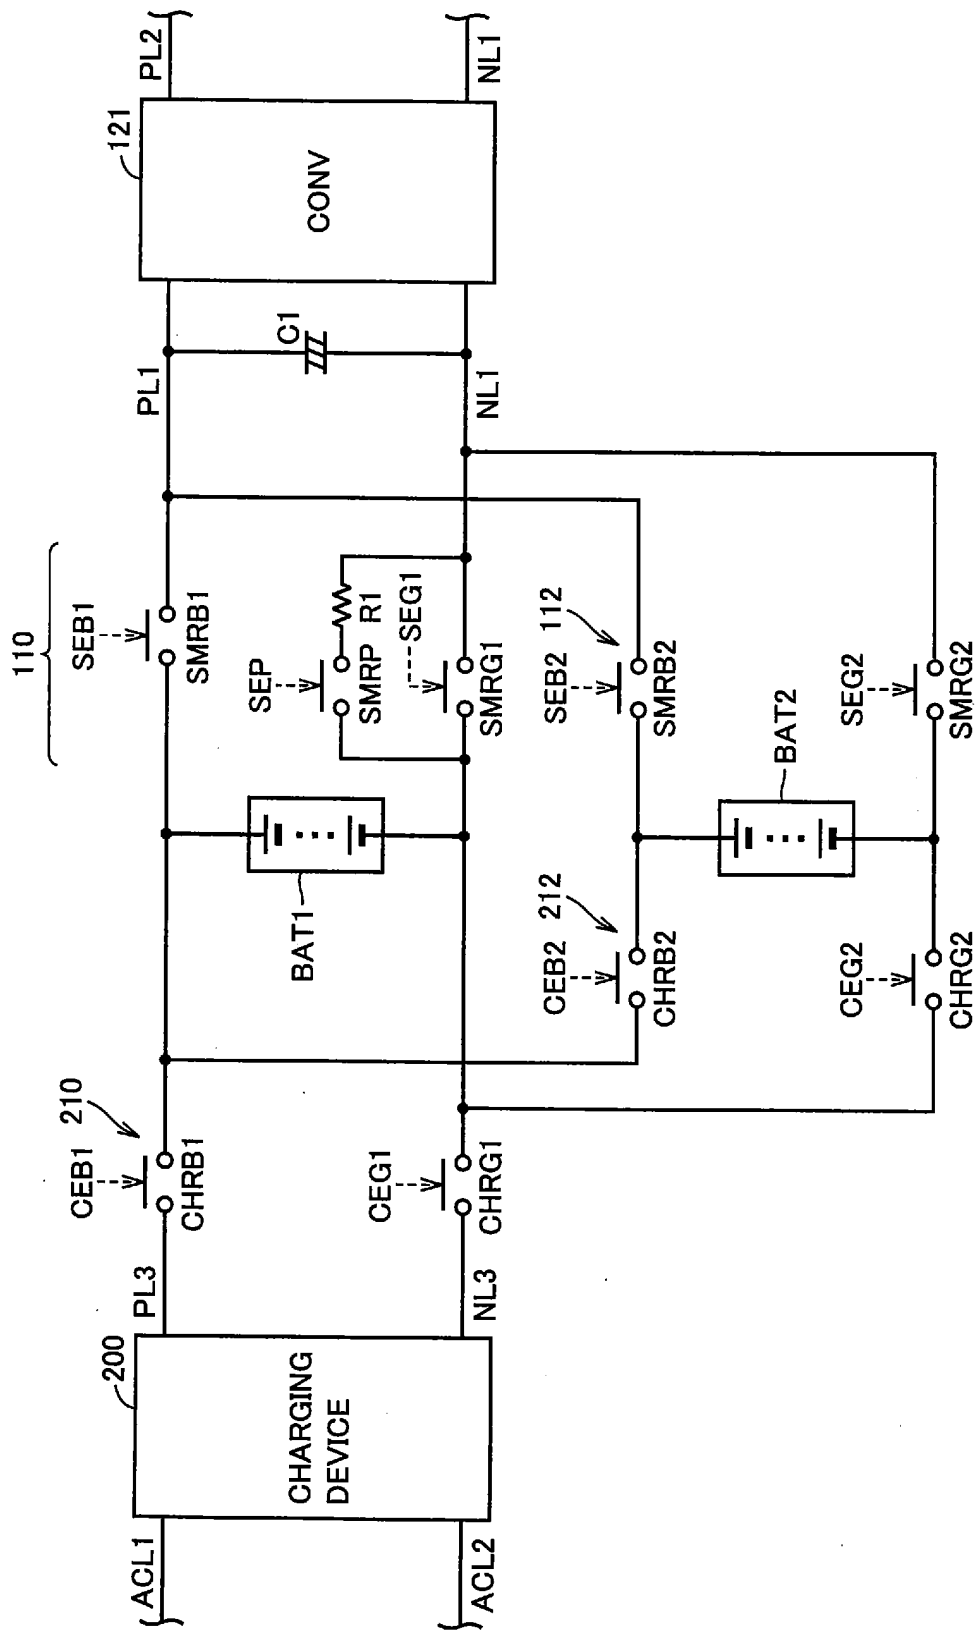 110
SEB1
SMRB1
PL1
PL2
121
CONV
NL1
C1
NL1
SEP
SMRP
R1
SEG1
SMRG1
BAT1
210
CEB1
CHRB1
PL3
CEG1
CHRG1
NL3
200
CHARGING
DEVICE
ACL1
ACL2
112
SEB2
SMRB2
212
CEB2
CHRB2
BAT2
SEG2
SMRG2
CEG2
CHRG2